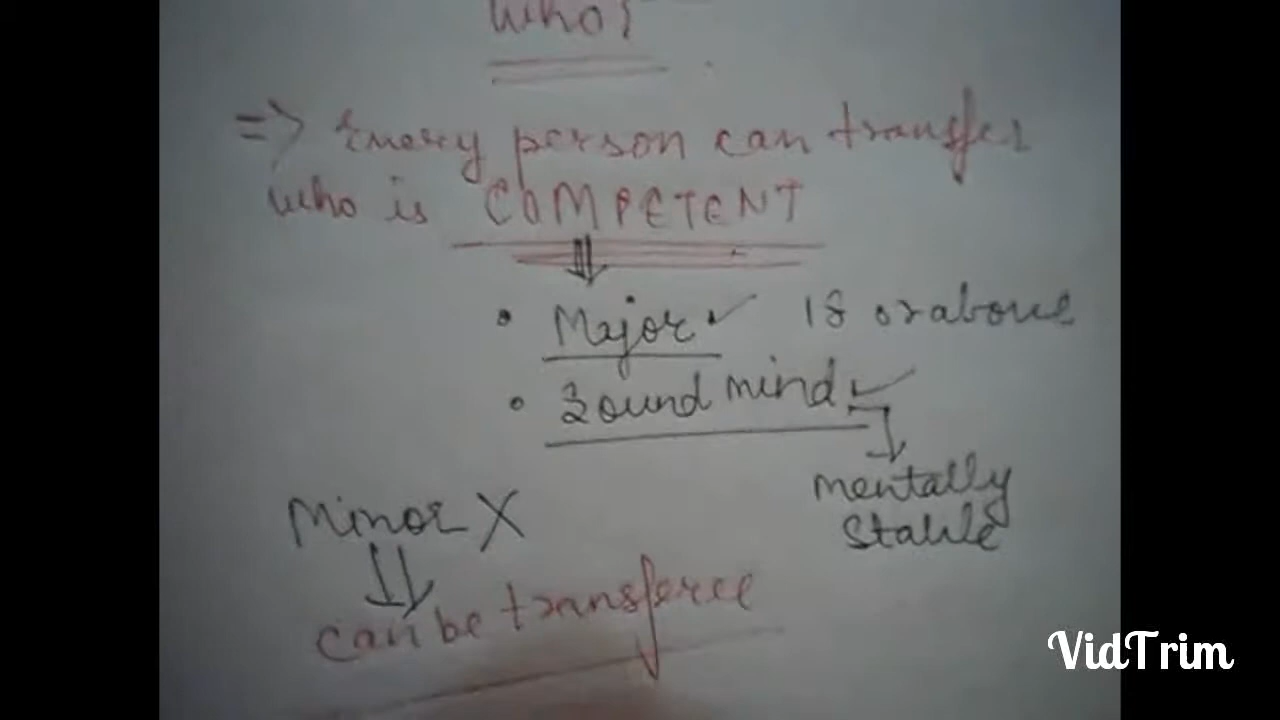 who?
=> Every person can transfer
who is COMPETENT
• Major ✓ 18 or above
• Sound mind ✓
mentally
stable
Minor X
can be transferee
VidTrim